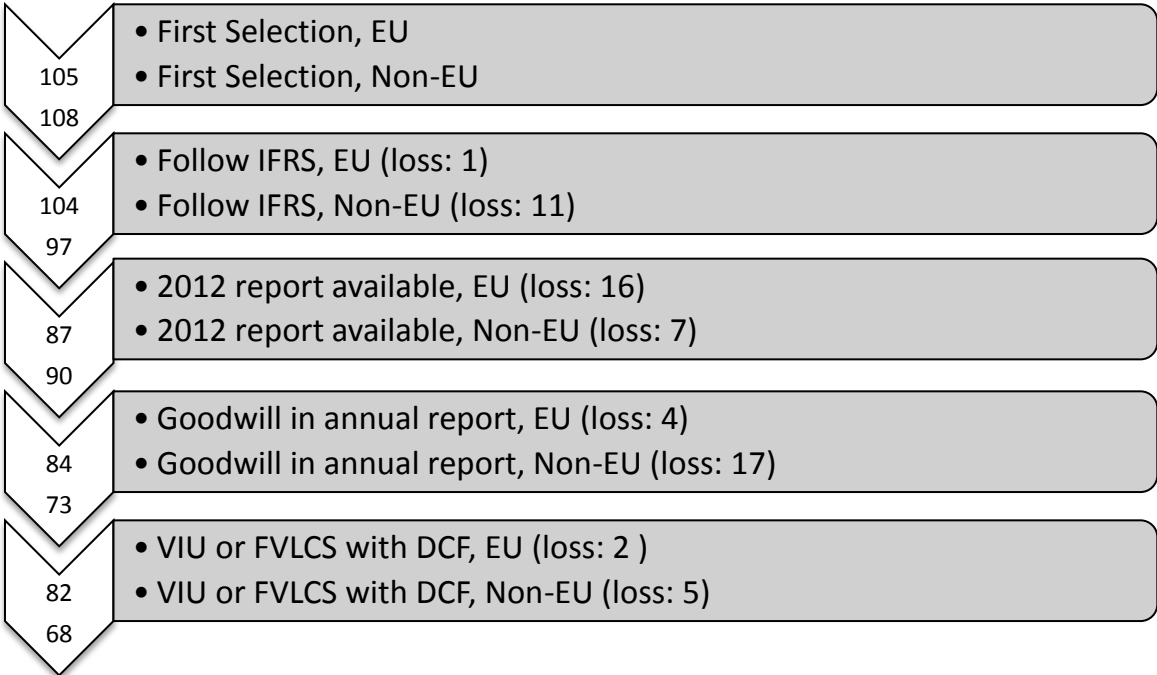 105
108
• First Selection, EU
• First Selection, Non-EU
104
97
• Follow IFRS, EU (loss: 1)
• Follow IFRS, Non-EU (loss: 11)
87
90
• 2012 report available, EU (loss: 16)
• 2012 report available, Non-EU (loss: 7)
84
73
• Goodwill in annual report, EU (loss: 4)
• Goodwill in annual report, Non-EU (loss: 17)
82
68
• VIU or FVLCS with DCF, EU (loss: 2 )
• VIU or FVLCS with DCF, Non-EU (loss: 5)